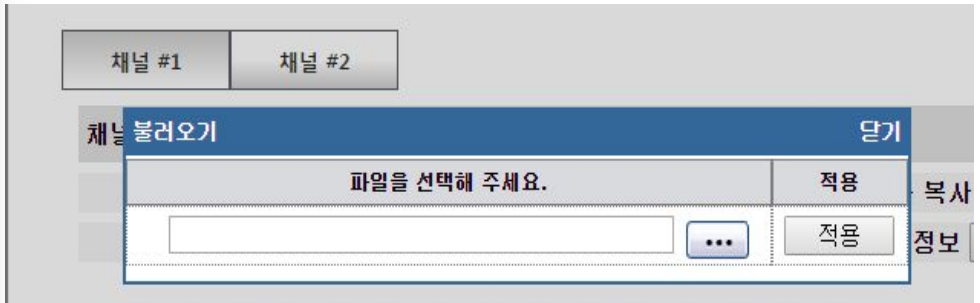 채널 #1 채널 #2
채널
불러오기 닫기
파일을 선택해 주세요. 적용
복사
... 적용
정보